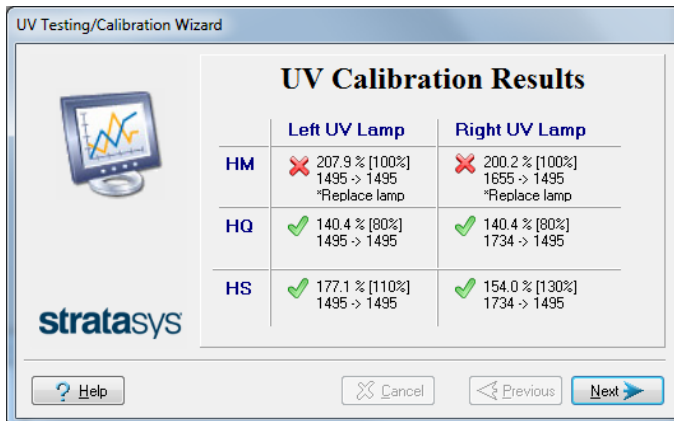 UV Testing/Calibration Wizard
UV Calibration Results
Left UV Lamp Right UV Lamp
HM
207.9 % [100%]
1495 -> 1495
*Replace lamp
200.2 % [100%]
1655 -> 1495
*Replace lamp
HQ
140.4 % [80%]
1495 -> 1495
140.4 % [80%]
1734 -> 1495
HS
177.1 % [110%]
1495 -> 1495
154.0 % [130%]
1734 -> 1495
stratasys
? Help
Cancel
Previous
Next